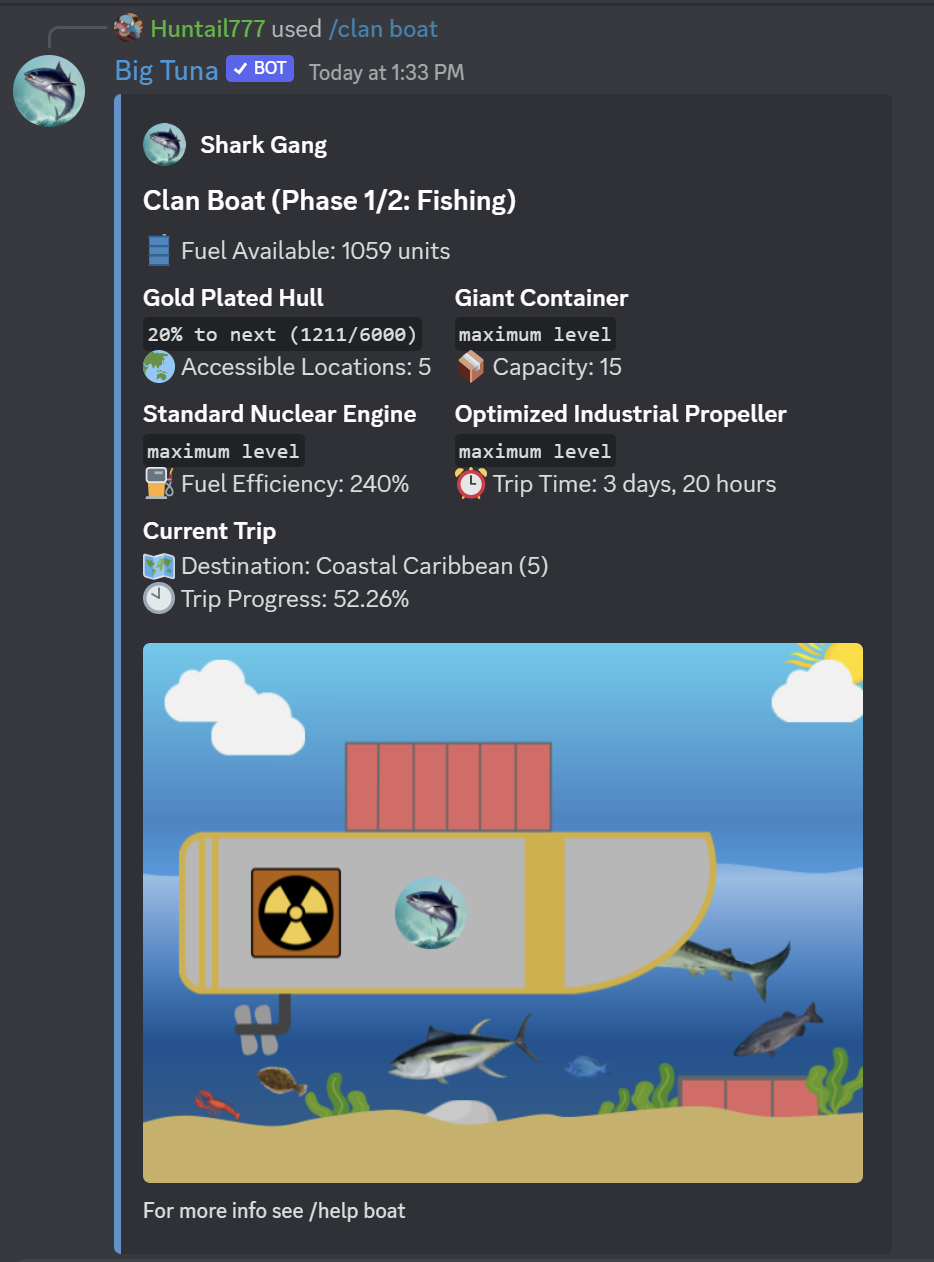 Huntail777 used /clan boat
Big Tuna ✓ BOT Today at 1:33 PM
Shark Gang
Clan Boat (Phase 1/2: Fishing)
Fuel Available: 1059 units
Gold Plated Hull
20% to next (1211/6000)
Accessible Locations: 5
Giant Container
maximum level
Capacity: 15
Standard Nuclear Engine
maximum level
Fuel Efficiency: 240%
Optimized Industrial Propeller
maximum level
Trip Time: 3 days, 20 hours
Current Trip
Destination: Coastal Caribbean (5)
Trip Progress: 52.26%
For more info see /help boat